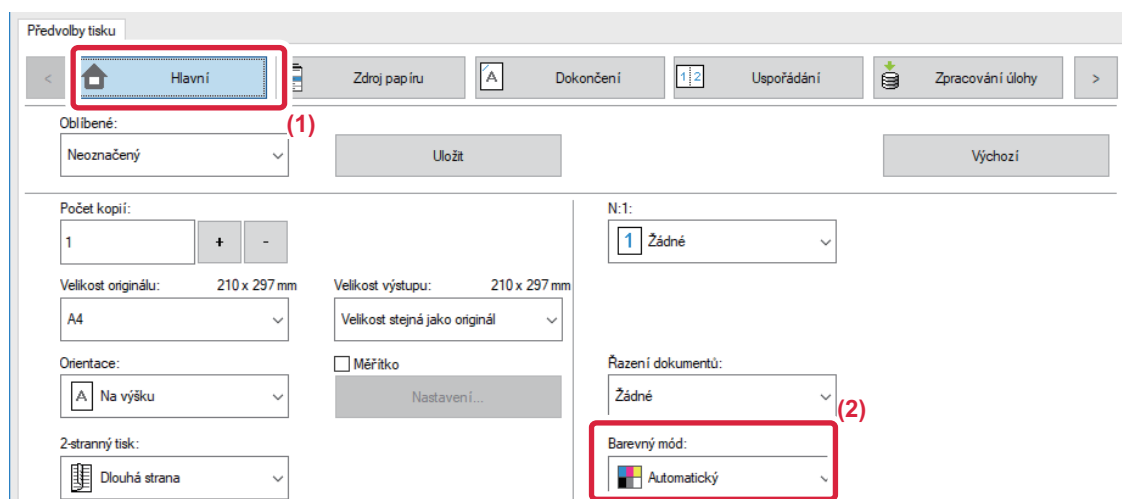 Předvolby tisku
< Hlavní Zdroj papíru A Dokončení 1 2 Uspořádání Zpracování úlohy >
(1)
Oblíbené:
Neoznačený Uložit Výchozí
Počet kopií: N:1:
1 + - 1 Žádné
Velikost originálu: 210 x 297 mm Velikost výstupu: 210 x 297 mm
A4 Velikost stejná jako originál
Orientace: Měřítko Řazení dokumentů:
A Na výšku Nastavení... Žádné
(2)
2-stranný tisk: Barevný mód:
Dlouhá strana Automatický